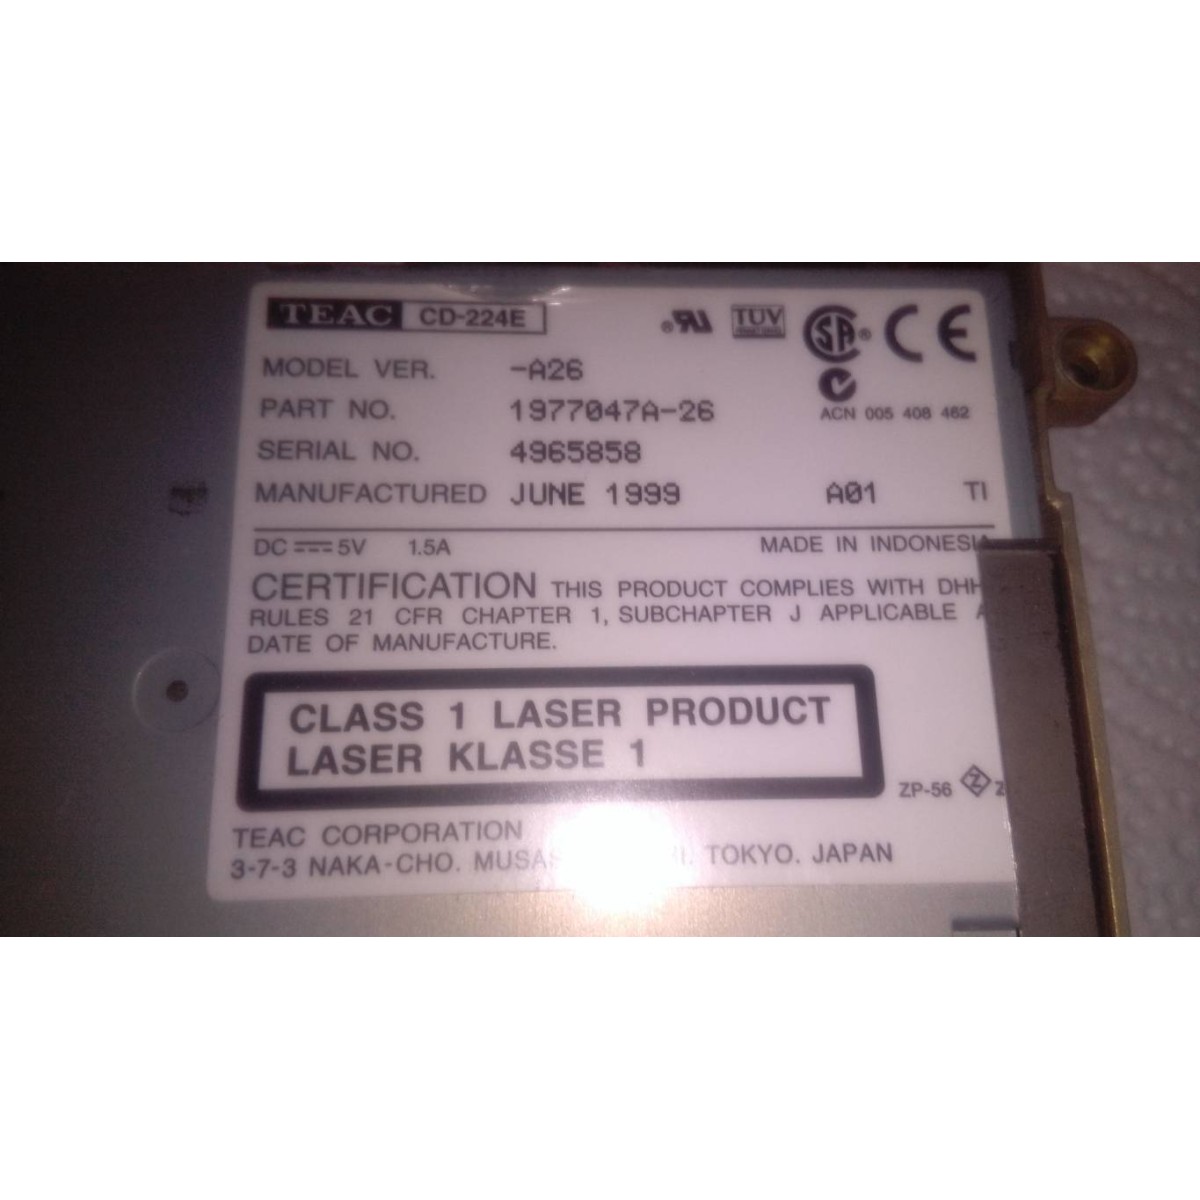 TEAC CD-224E
MODEL VER. -A26
PART NO. 1977047A-26
SERIAL NO. 4965858
MANUFACTURED JUNE 1999 A01 TI
TUV
CE
ACN 005 408 462
DC 5V 1.5A MADE IN INDONESIA
CERTIFICATION THIS PRODUCT COMPLIES WITH DHH
RULES 21 CFR CHAPTER 1, SUBCHAPTER J APPLICABLE A
DATE OF MANUFACTURE.
CLASS 1 LASER PRODUCT
LASER KLASSE 1
ZP-56 Z
TEAC CORPORATION
3-7-3 NAKA-CHO. TOKYO. JAPAN